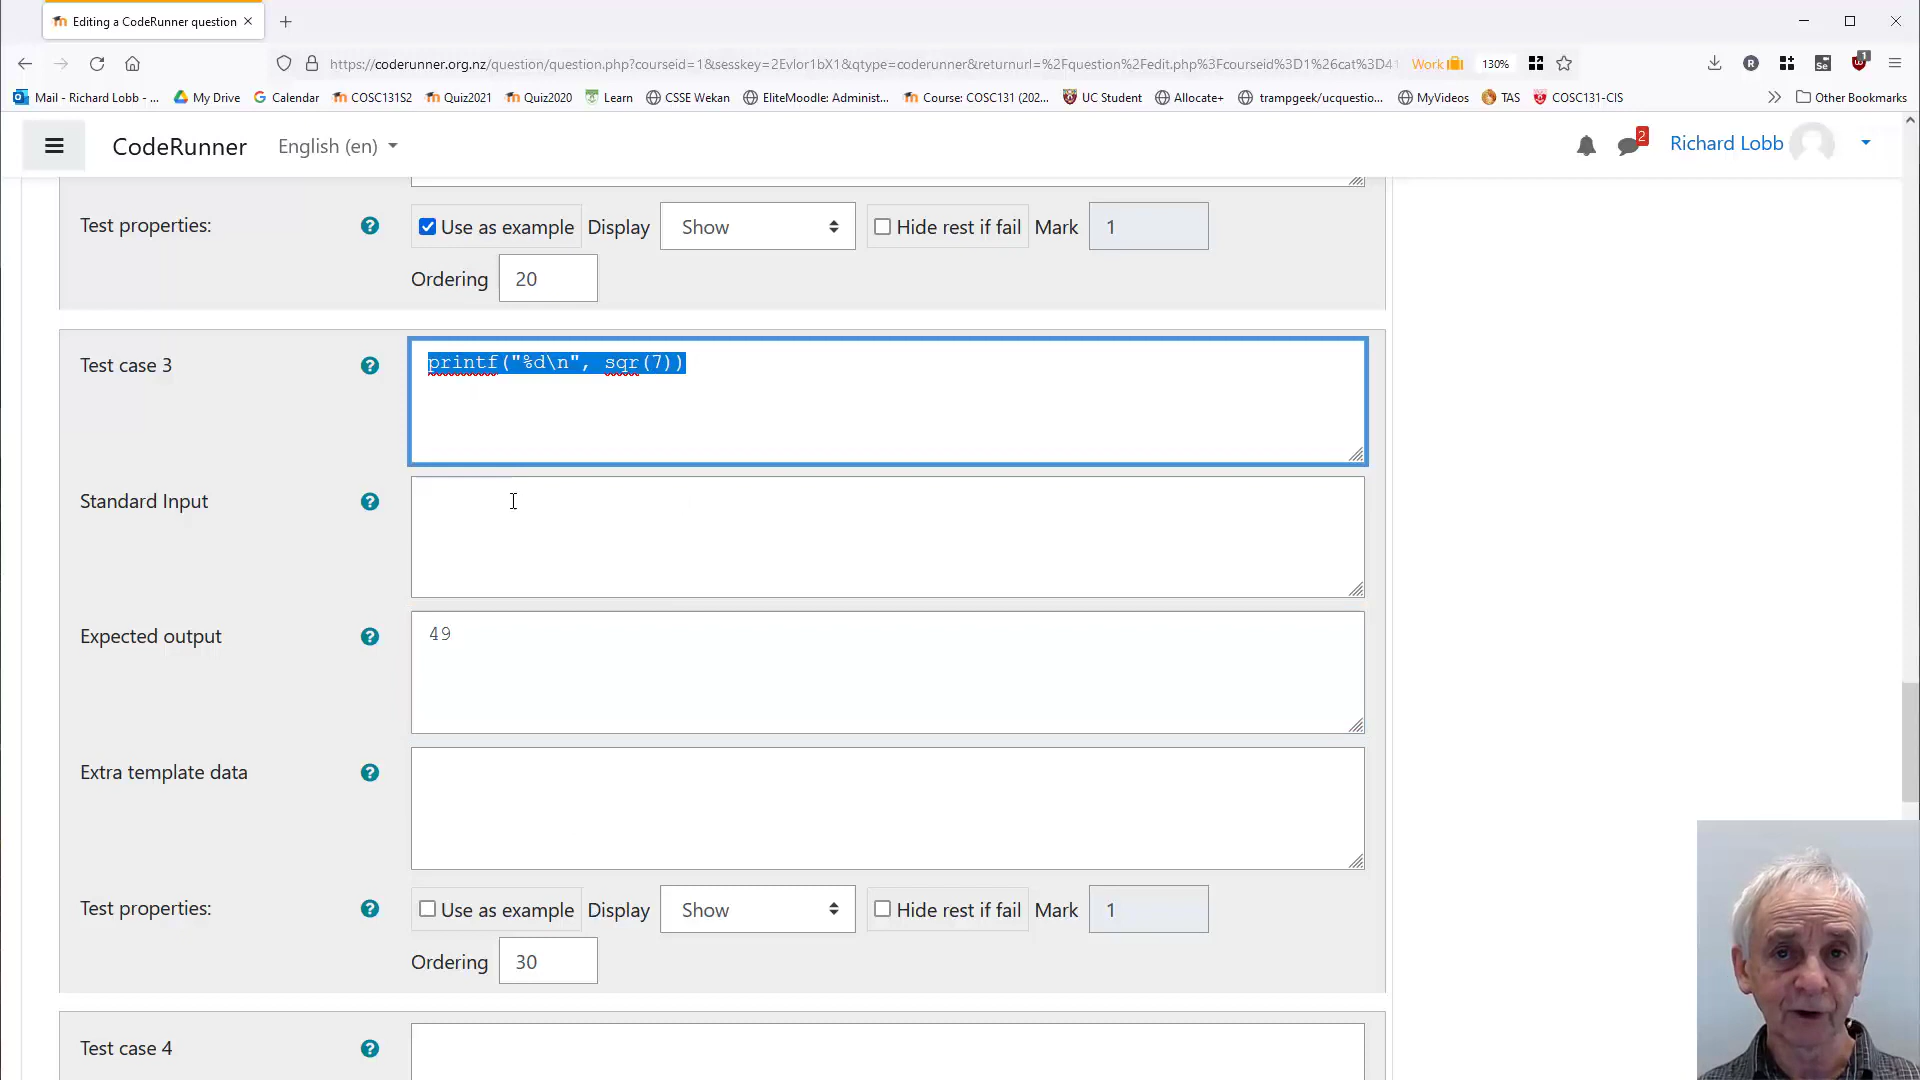 Editing a CodeRunner question
https://coderunner.org.nz/question/question.php?courseid=1&sesskey=2Evlor1bX1&qtype=coderunner&returnurl=%2Fquestion%2Fedit.php%3Fcourseid%3D1%26cat%3D41
Work
130%
1
Mail - Richard Lobb - ...
My Drive
Calendar
COSC131S2
Quiz2021
Quiz2020
Learn
CSSE Wekan
EliteMoodle: Administ...
Course: COSC131 (202...
UC Student
Allocate+
trampgeek/ucquestio...
MyVideos
TAS
COSC131-CIS
Other Bookmarks
CodeRunner
English (en)
2
Richard Lobb
Test properties:
Use as example Display Show Hide rest if fail Mark 1
Ordering 20
Test case 3
printf("%d\n", sqr(7))
Standard Input
Expected output
49
Extra template data
Test properties:
Use as example Display Show Hide rest if fail Mark 1
Ordering 30
Test case 4